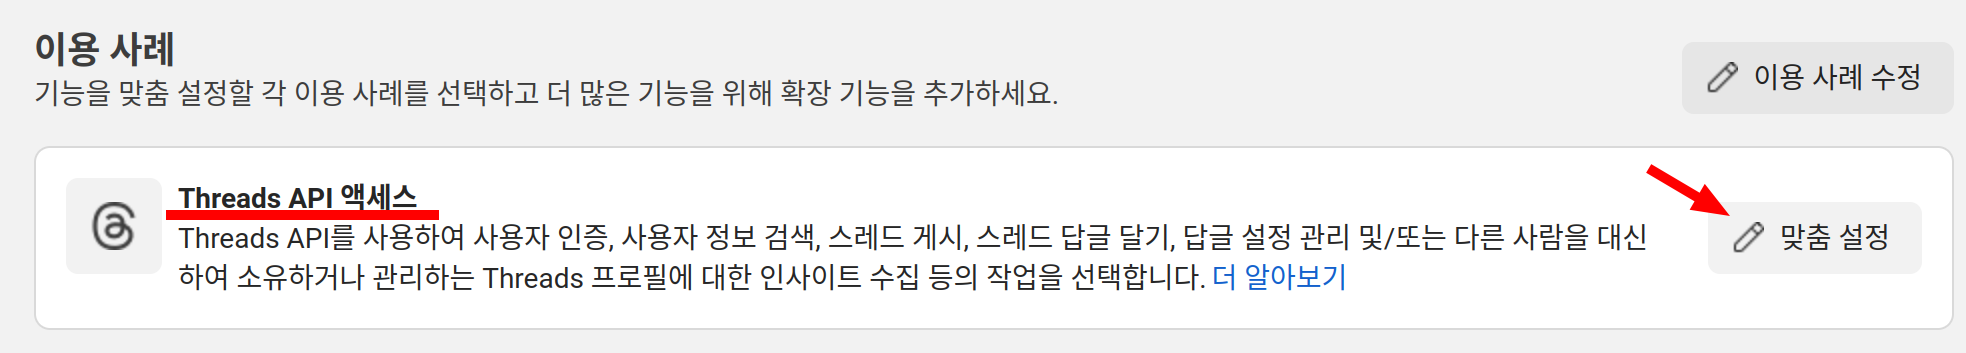 이용 사례
기능을 맞춤 설정할 각 이용 사례를 선택하고 더 많은 기능을 위해 확장 기능을 추가하세요.
이용 사례 수정
Threads API 액세스
Threads API를 사용하여 사용자 인증, 사용자 정보 검색, 스레드 게시, 스레드 답글 달기, 답글 설정 관리 및/또는 다른 사람을 대신
하여 소유하거나 관리하는 Threads 프로필에 대한 인사이트 수집 등의 작업을 선택합니다. 더 알아보기
맞춤 설정